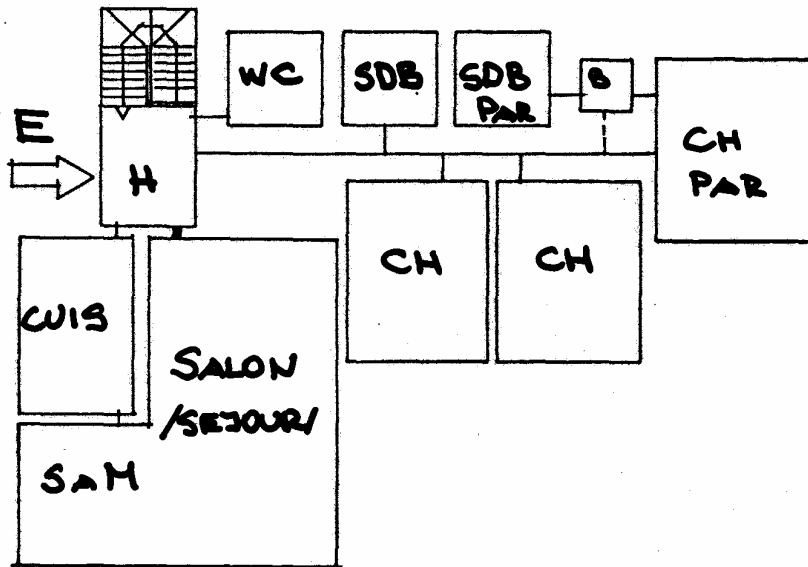 WC
SDB
SDB
PAR
B
E
H
CH
PAR
CH
CH
CUIS
SALON
/SEJOUR/
SAM